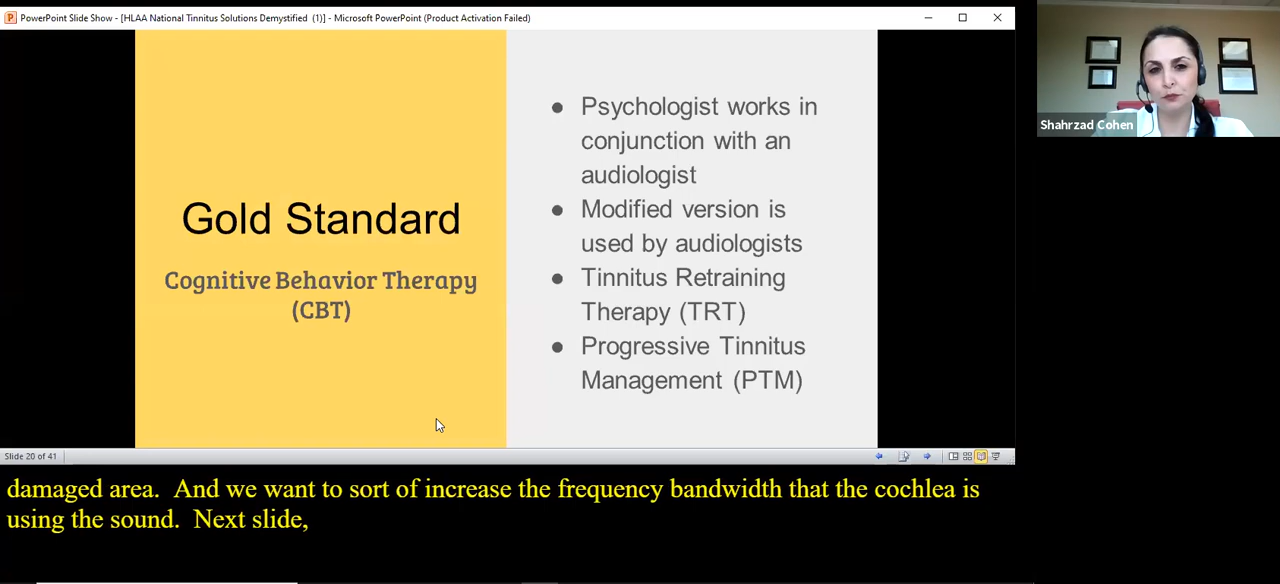 PowerPoint Slide Show - [HLAA National Tinnitus Solutions Demystified (1)] - Microsoft PowerPoint (Product Activation Failed)
Gold Standard
Cognitive Behavior Therapy
(CBT)
● Psychologist works in
conjunction with an
audiologist
● Modified version is
used by audiologists
● Tinnitus Retraining
Therapy (TRT)
● Progressive Tinnitus
Management (PTM)
Shahrzad Cohen
Slide 20 of 41
damaged area.  And we want to sort of increase the frequency bandwidth that the cochlea is
using the sound.  Next slide,